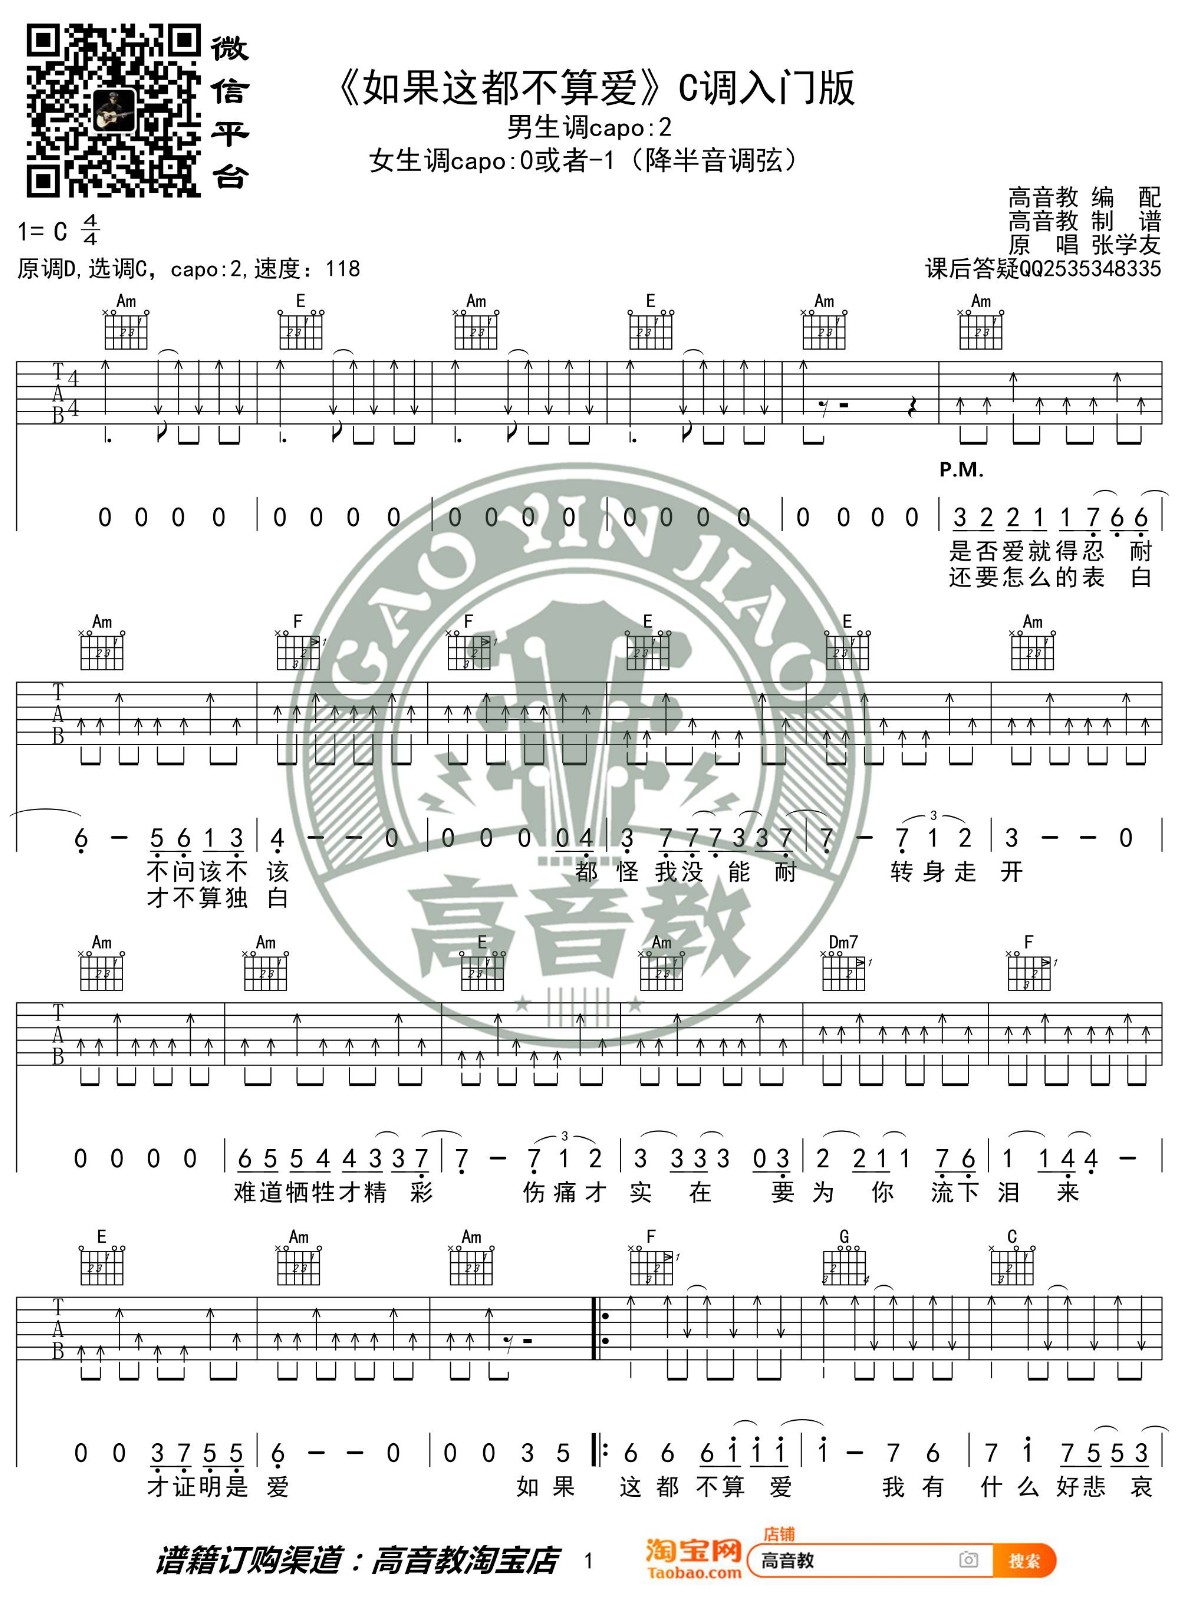 微信平台
《如果这都不算爱》C调入门版
男生调capo:2
女生调capo:0或者-1（降半音调弦）
高音教 编 配
高音教 制 谱
原 唱 张学友
课后答疑QQ2535348335
1= C 4/4
原调D,选调C, capo:2,速度: 118
Am E Am E Am Am
P.M.
0 0 0 0 0 0 0 0 0 0 0 0 0 0 0 0 0 0 0 0 3 2 2 1 1 7 6 6
是否爱就得忍 耐
还要怎么的表 白
GAO YIN JIAO
Am F F E E Am
6 - 5 6 1 3 4 - - 0 0 0 0 0 4 3 7 7 7 3 3 7 7 - 7 1 2 3 - - 0
不问该不 该 都 怪 我没 能 耐 转身走 开
才不算独 白
高音教
Am Am E Am Dm7 F
0 0 0 0 6 5 5 4 4 3 3 7 7 - 7 1 2 3 3 3 3 0 3 2 2 1 1 7 6 1 1 4 4 -
难道牺牲才精 彩 伤痛才 实 在 要 为 你 流下 泪 来
E Am Am F G C
0 0 3 7 5 5 6 - - 0 0 0 3 5 6 6 6 1 1 1 1 - 7 6 7 1 7 5 5 3
才证明是 爱 如 果 这都 不算 爱 我有 什么好悲 哀
谱籍订购渠道：高音教淘宝店
1
淘宝网
Taobao.com
店铺
高音教
搜索